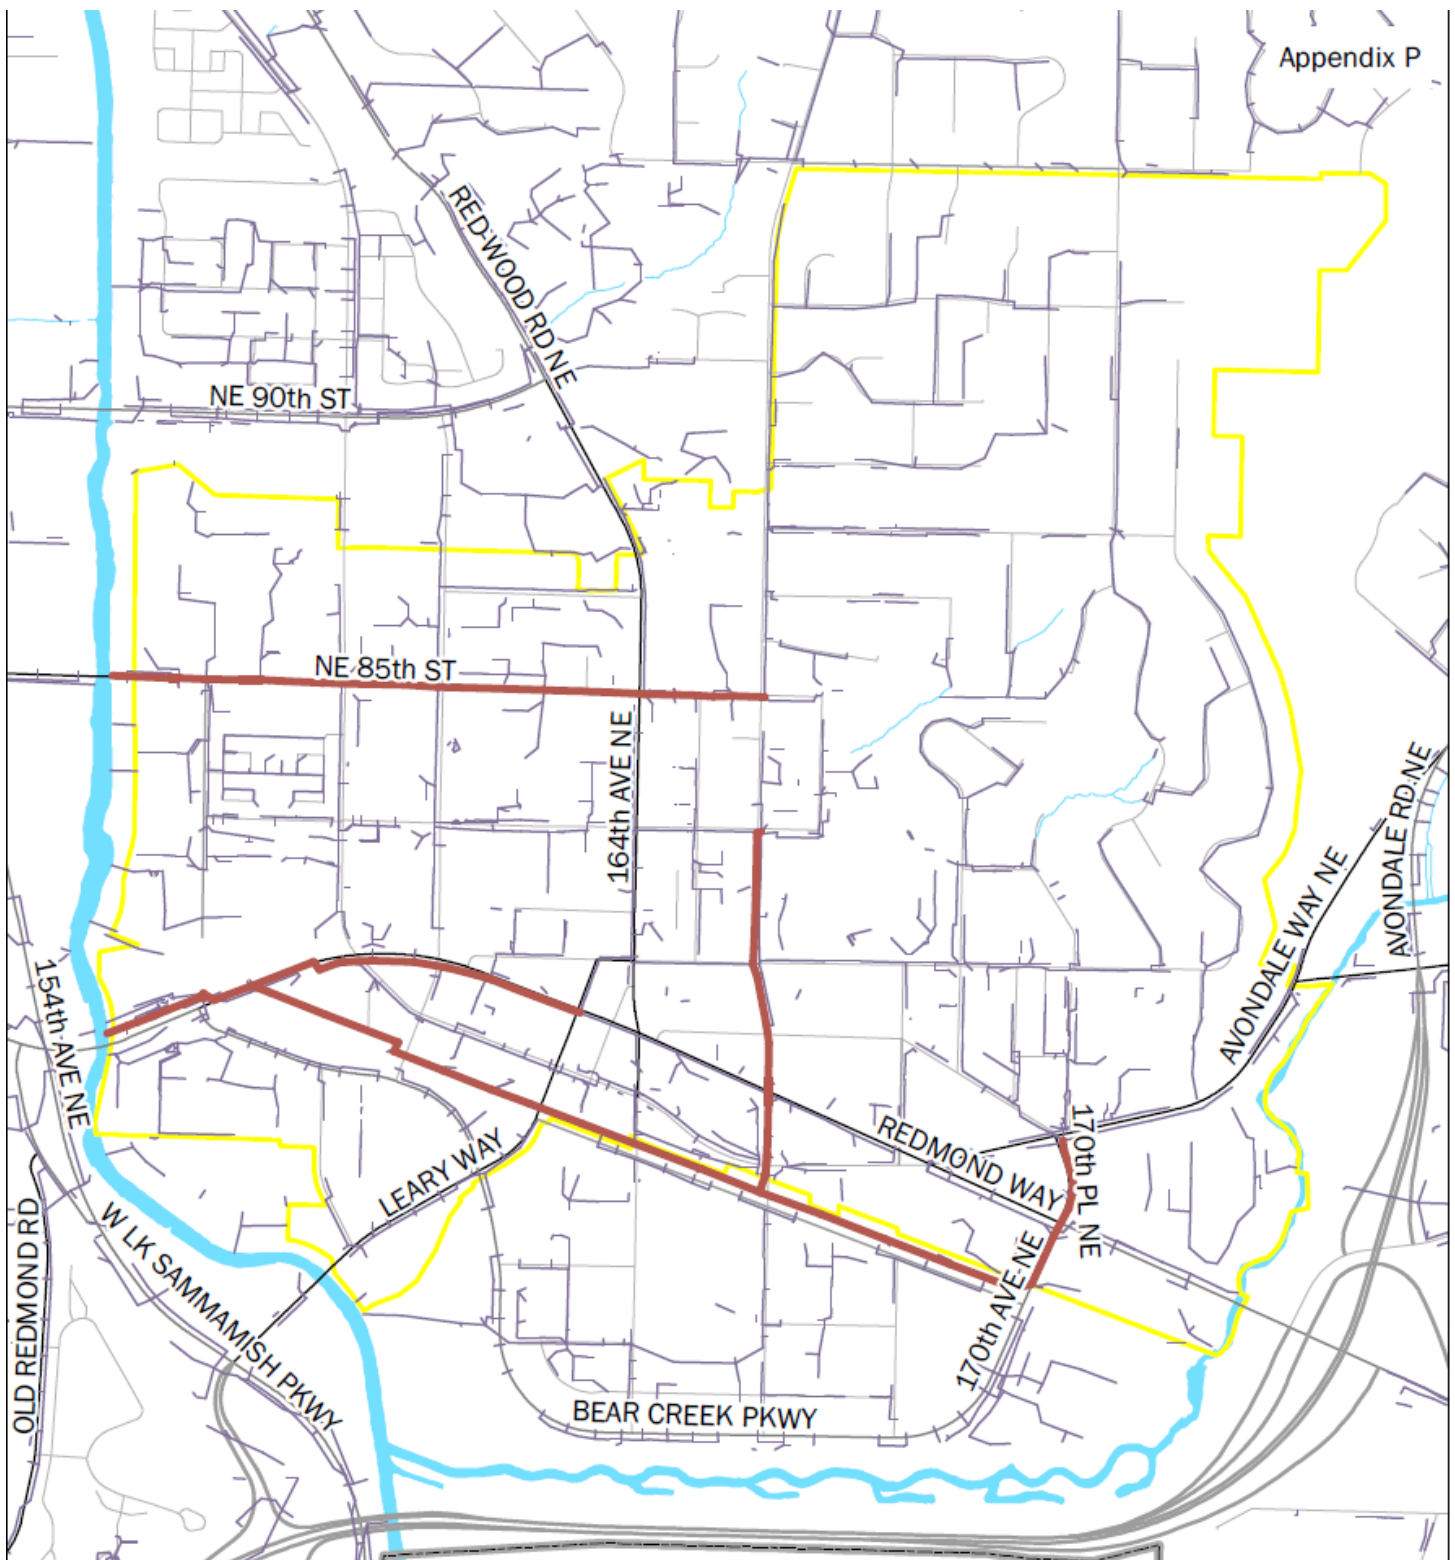 Appendix P
RED-WOOD RD NE
NE 90th ST
NE 85th ST
164th AVE NE
AVONDALE RD NE
AVONDALE WAY NE
154th AVE NE
REDMOND WAY
170th PL NE
LEARY WAY
OLD REDMOND RD
W LK SAMMAMISH PKWY
170th AVE NE
BEAR CREEK PKWY